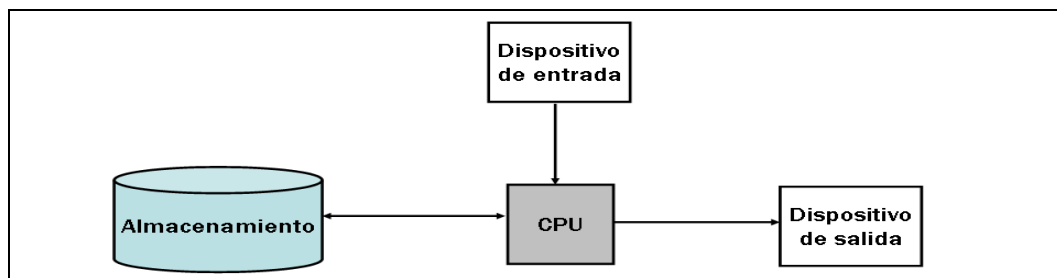 Dispositivo
de entrada
Almacenamiento
CPU
Dispositivo
de salida